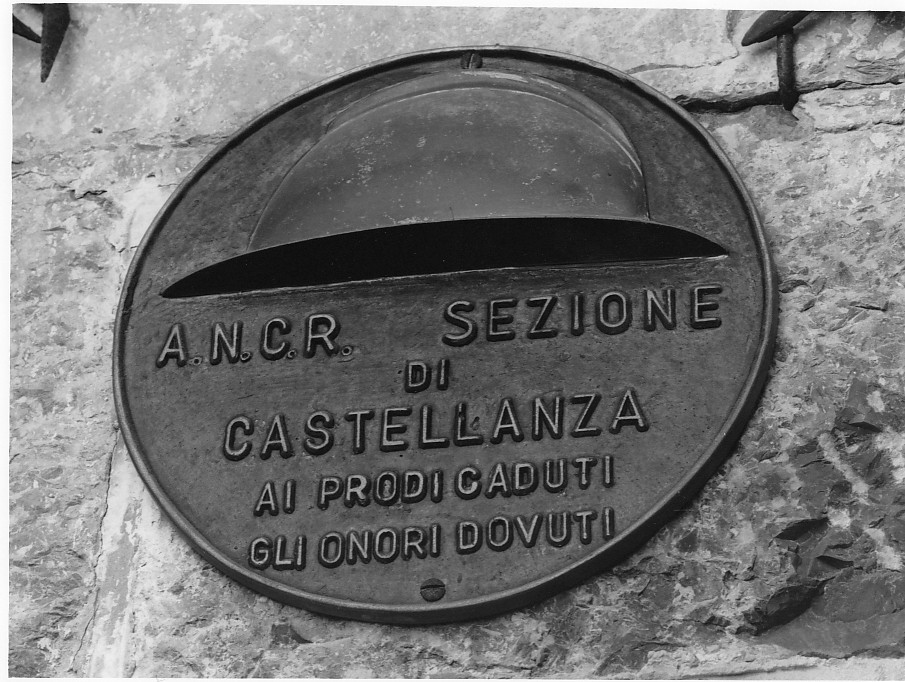 A.N.C.R. SEZIONE
DI
CASTELLANZA
AI PRODI CADUTI
GLI ONORI DOVUTI